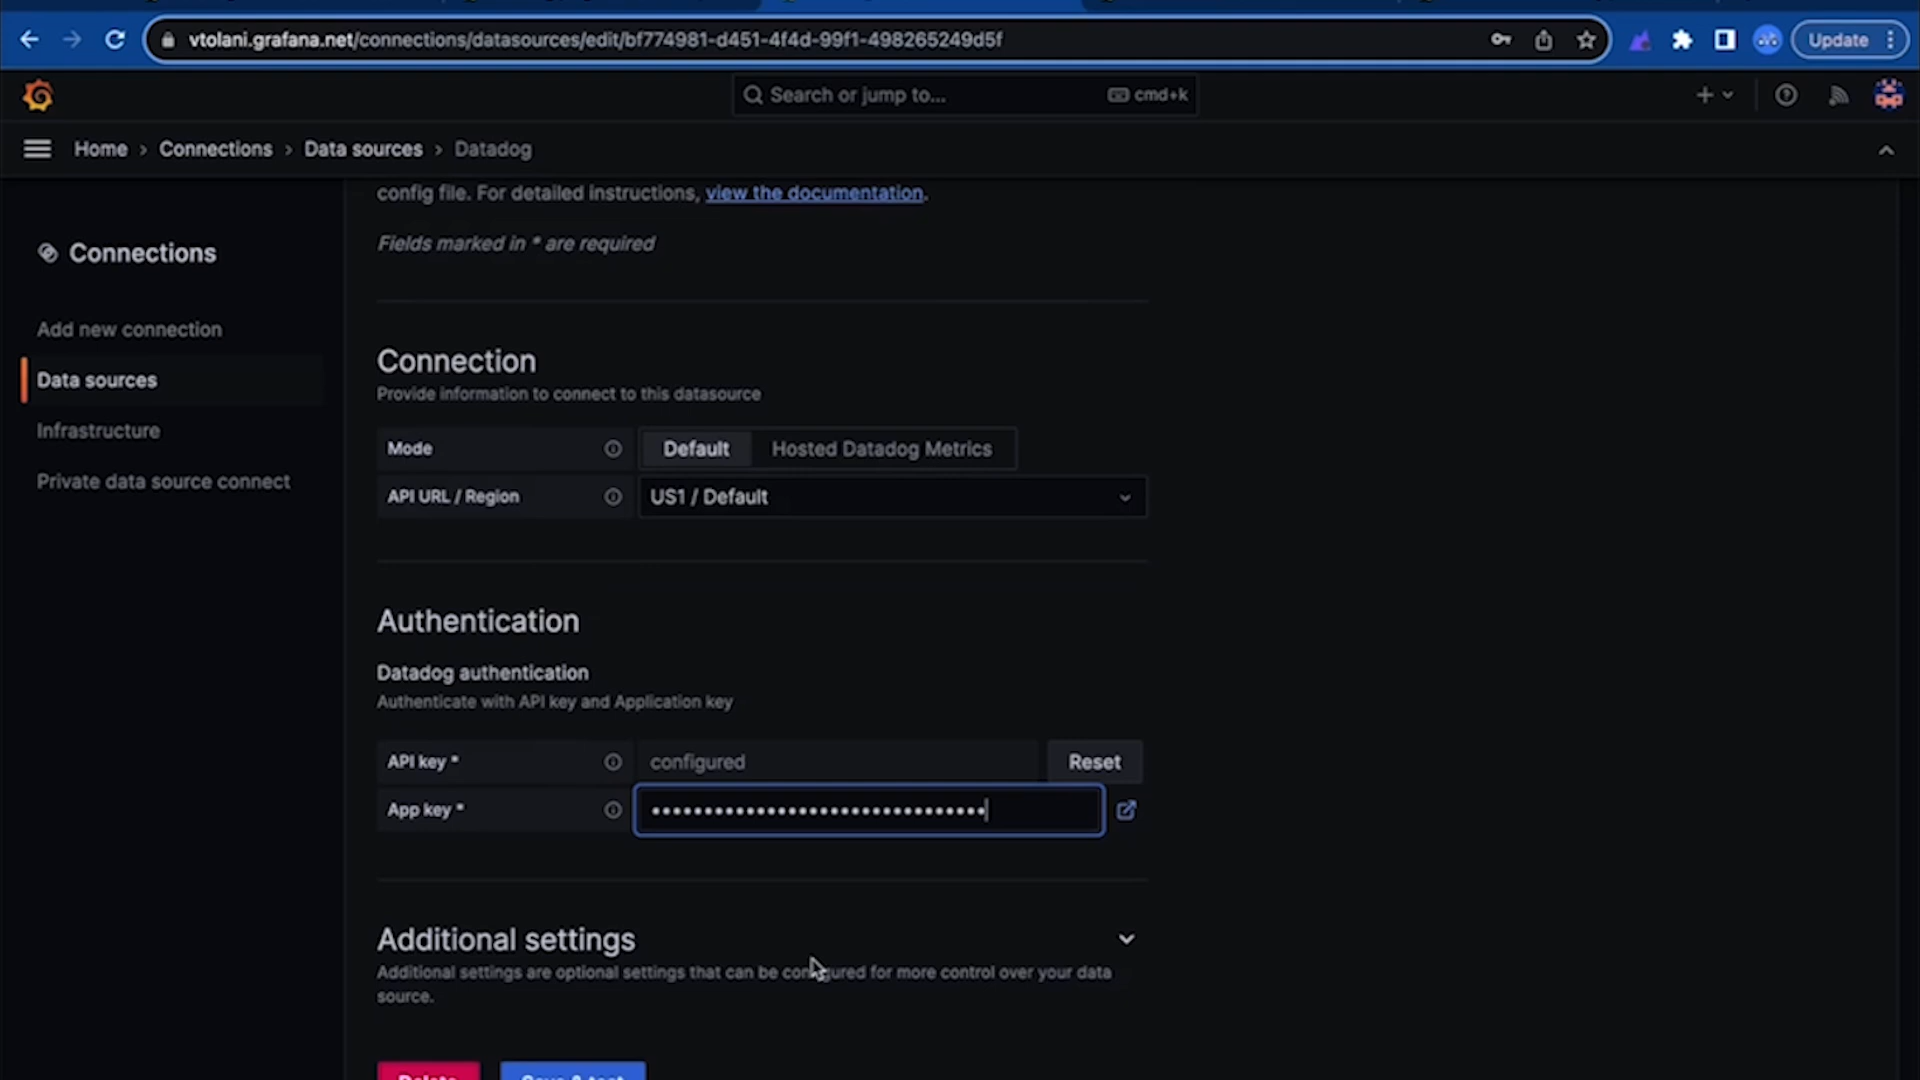 vtolani.grafana.net/connections/datasources/edit/bf774981-d451-4f4d-99f1-498265249d5f
Update
Search or jump to...
cmd+k
Home › Connections › Data sources › Datadog
config file. For detailed instructions, view the documentation.
Fields marked in * are required
Connections
Add new connection
Data sources
Infrastructure
Private data source connect
Connection
Provide information to connect to this datasource
Mode
Default
Hosted Datadog Metrics
API URL / Region
US1 / Default
Authentication
Datadog authentication
Authenticate with API key and Application key
API key *
configured
Reset
App key *
Additional settings
Additional settings are optional settings that can be configured for more control over your data
source.
Delete
Save & test